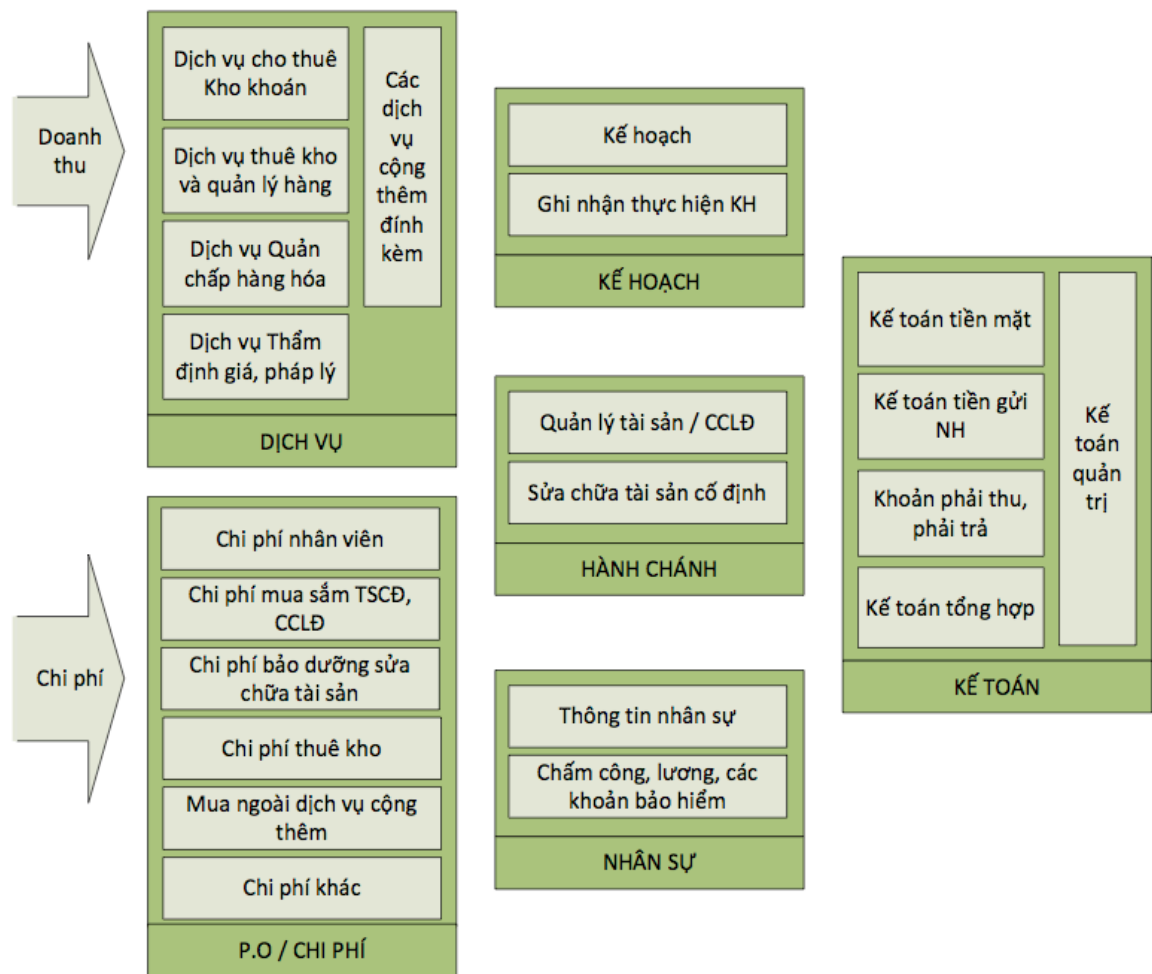 Doanh
thu
Dịch vụ cho thuê
Kho khoán
Dịch vụ thuê kho
và quản lý hàng
Dịch vụ Quản
chấp hàng hóa
Dịch vụ Thẩm
định giá, pháp lý
Các
dịch
vụ
cộng
thêm
đính
kèm
DỊCH VỤ
Chi phí
Chi phí nhân viên
Chi phí mua sắm TSCĐ,
CCLĐ
Chi phí bảo dưỡng sửa
chữa tài sản
Chi phí thuê kho
Mua ngoài dịch vụ cộng
thêm
Chi phí khác
P.O / CHI PHÍ
Kế hoạch
Ghi nhận thực hiện KH
KẾ HOẠCH
Quản lý tài sản / CCLĐ
Sửa chữa tài sản cố định
HÀNH CHÁNH
Thông tin nhân sự
Chấm công, lương, các
khoản bảo hiểm
NHÂN SỰ
Kế toán tiền mặt
Kế toán tiền gửi
NH
Khoản phải thu,
phải trả
Kế toán tổng hợp
Kế
toán
quản
trị
KẾ TOÁN